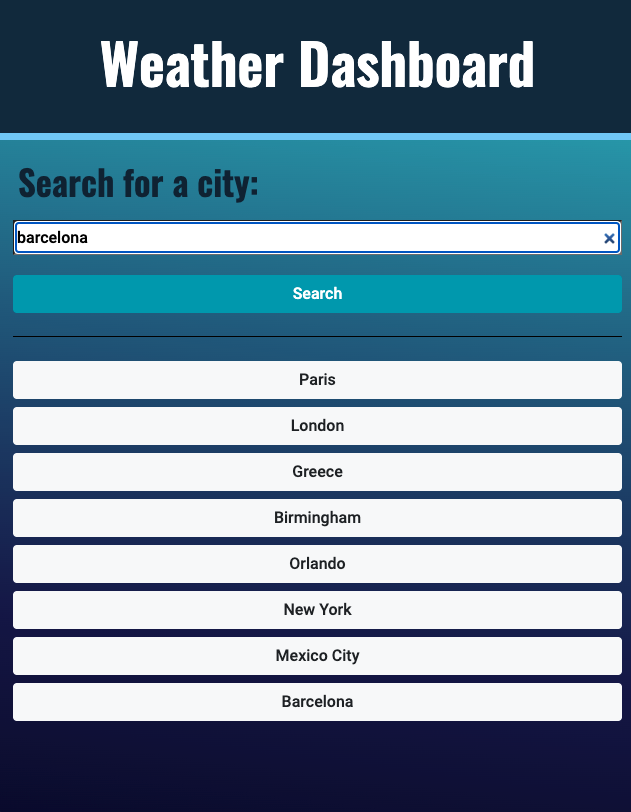 Weather Dashboard
Search for a city:
barcelona
Search
Paris
London
Greece
Birmingham
Orlando
New York
Mexico City
Barcelona